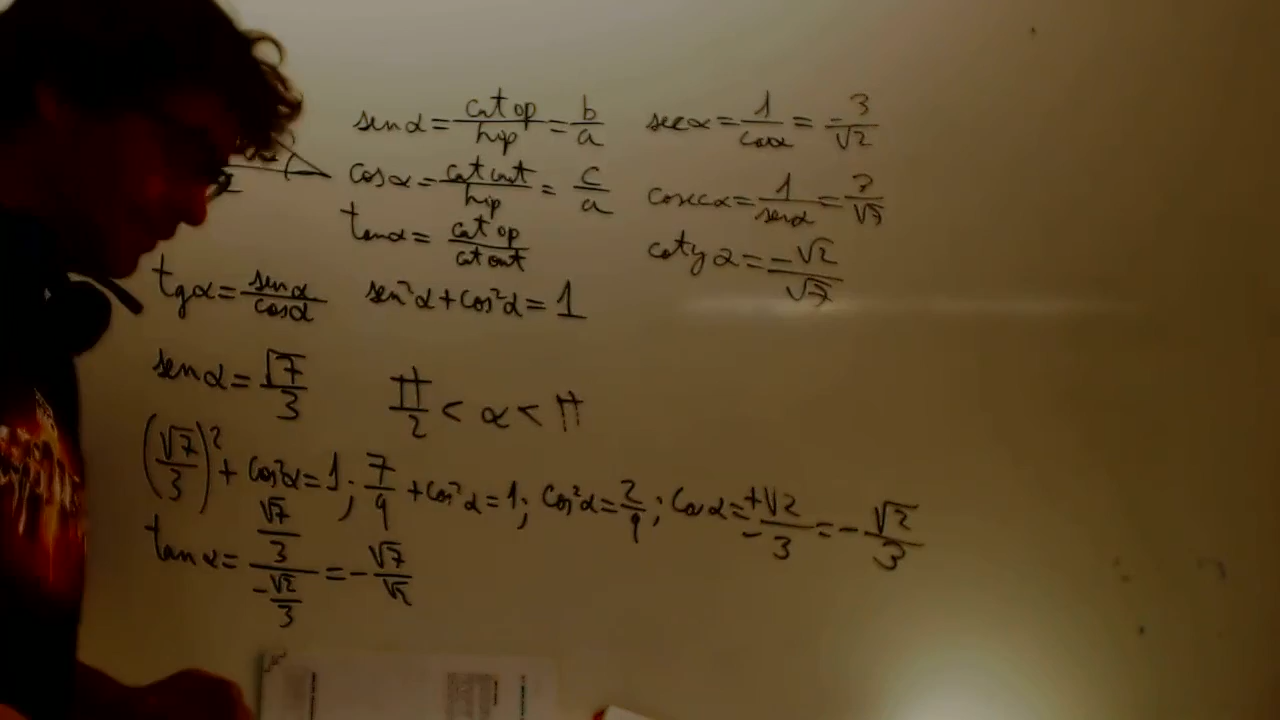 sen α = cat op / hip = b / a
cos α = cat cont / hip = c / a
tan α = cat op / cat cont
sec α = 1 / cos α = -3 / √2
cosec α = 1 / sen α = 3 / √7
cotg α = -√2 / √7
tg α = sen α / cos α
sen²α + cos²α = 1
sen α = √7 / 3
π/2 < α < π
(√7 / 3)² + cos²α = 1 ; 7/9 + cos²α = 1 ; cos²α = 2/9 ; cos α = ±√2 / 3 = -√2 / 3
tan α = (√7 / 3) / (-√2 / 3) = -√7 / √2